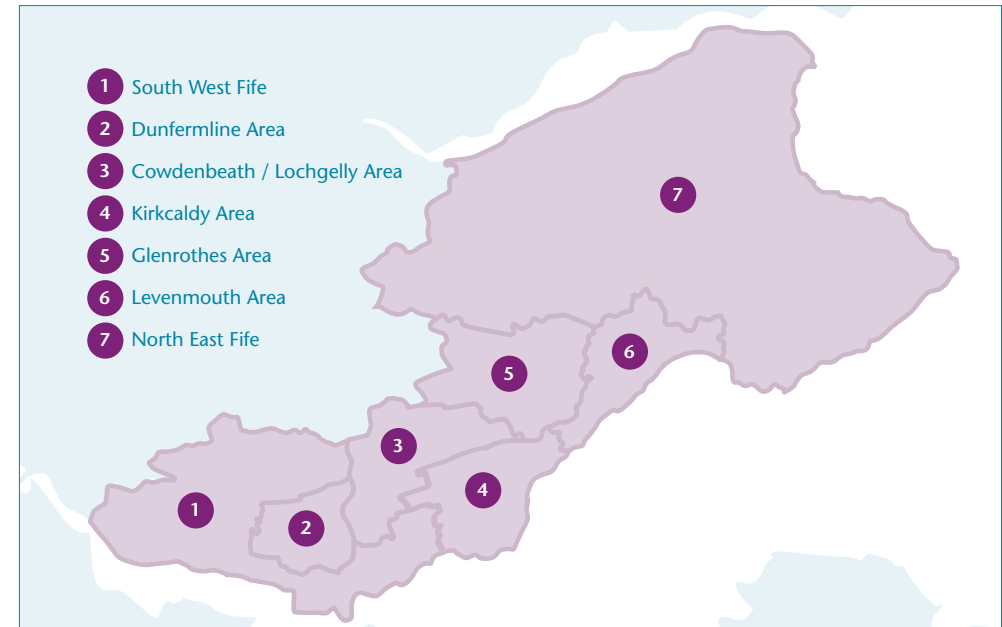 1 South West Fife
2 Dunfermline Area
3 Cowdenbeath / Lochgelly Area
4 Kirkcaldy Area
5 Glenrothes Area
6 Levenmouth Area
7 North East Fife
7
6
5
3
4
1
2